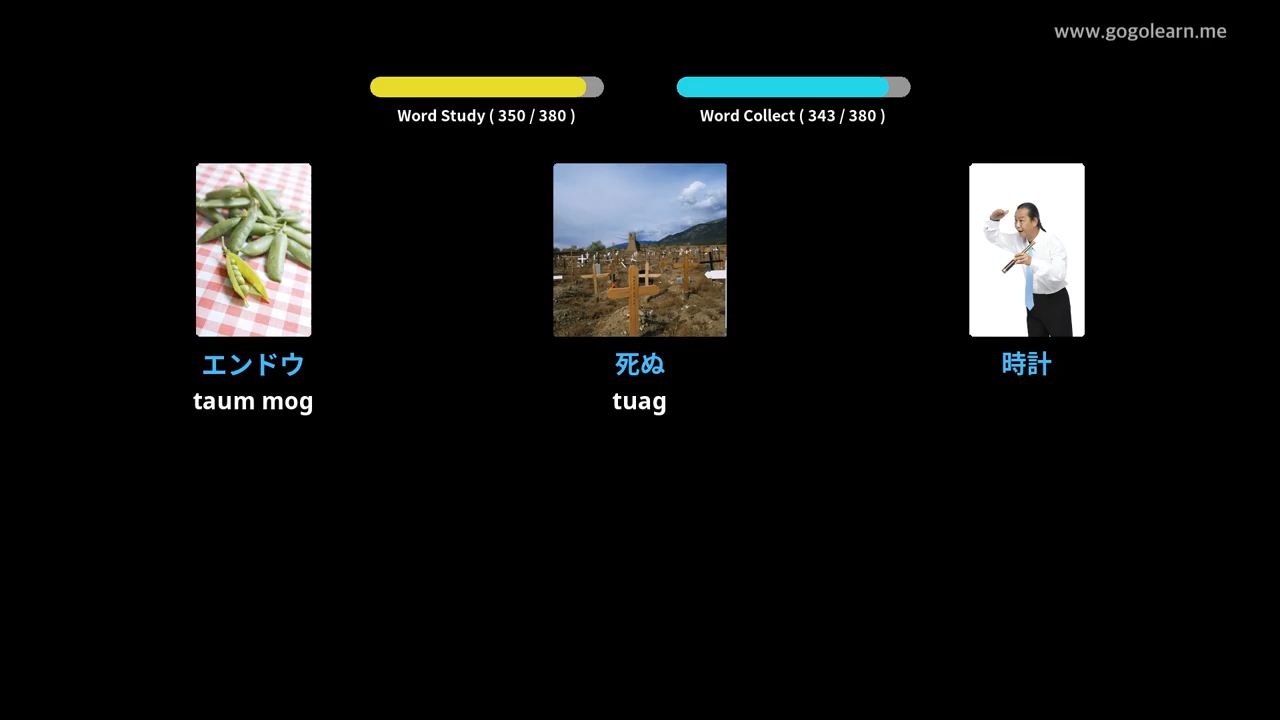 www.gogolearn.me
Word Study ( 350 / 380 )
Word Collect ( 343 / 380 )
エンドウ
taum mog
死ぬ
tuag
時計